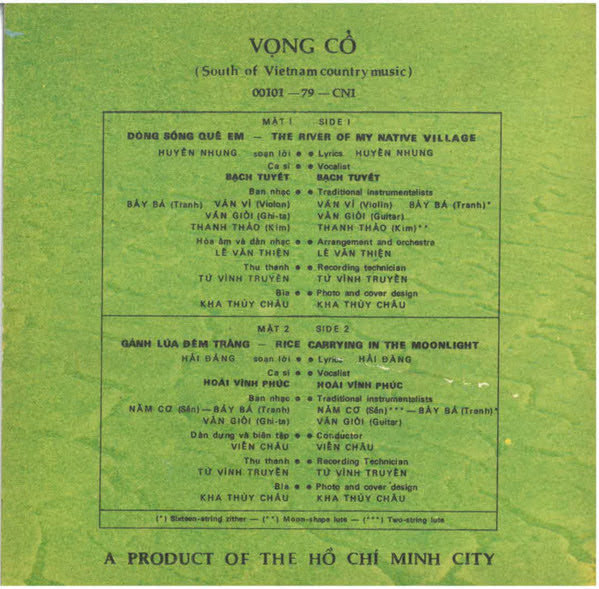 VỌNG CỔ
(South of Vietnam country music)
00101 — 79 — CN1
MẶT 1 SIDE 1
DÒNG SÔNG QUÊ EM — THE RIVER OF MY NATIVE VILLAGE
HUYỀN NHUNG soạn lời ● ● Lyrics HUYỀN NHUNG
Ca sĩ ● ● Vocalist
BẠCH TUYẾT BẠCH TUYẾT
Ban nhạc ● ● Traditional instrumentalists
BẢY BÁ (Tranh) VĂN VĨ (Violon) VĂN VĨ (Violin) BẢY BÁ (Tranh)*
VĂN GIỎI (Ghi-ta) VĂN GIỎI (Guitar)
THANH THẢO (Kìm) THANH THẢO (Kìm)**
Hòa âm và dàn nhạc ● ● Arrangement and orchestra
LÊ VĂN THIỆN LÊ VĂN THIỆN
Thu thanh ● ● Recording technician
TỪ VĨNH TRUYỀN TỪ VĨNH TRUYỀN
Bìa ● ● Photo and cover design
KHA THÙY CHÂU KHA THÙY CHÂU
MẶT 2 SIDE 2
GÁNH LÚA ĐÊM TRĂNG — RICE CARRYING IN THE MOONLIGHT
HẢI ĐĂNG soạn lời ● ● Lyrics HẢI ĐĂNG
Ca sĩ ● ● Vocalist
HOÀI VĨNH PHÚC HOÀI VĨNH PHÚC
Ban nhạc ● ● Traditional instrumentalists
NĂM CƠ (Sến) — BẢY BÁ (Tranh) NĂM CƠ (Sến)*** — BẢY BÁ (Tranh)*
VĂN GIỎI (Ghi-ta) VĂN GIỎI (Guitar)
Dàn dựng và biên tập ● ● Conductor
VIỄN CHÂU VIỄN CHÂU
Thu thanh ● ● Recording Technician
TỪ VĨNH TRUYỀN TỪ VĨNH TRUYỀN
Bìa ● ● Photo and cover design
KHA THÙY CHÂU KHA THÙY CHÂU
(*) Sixteen-string zither — (**) Moon-shape lute — (***) Two-string lute
A PRODUCT OF THE HỒ CHÍ MINH CITY